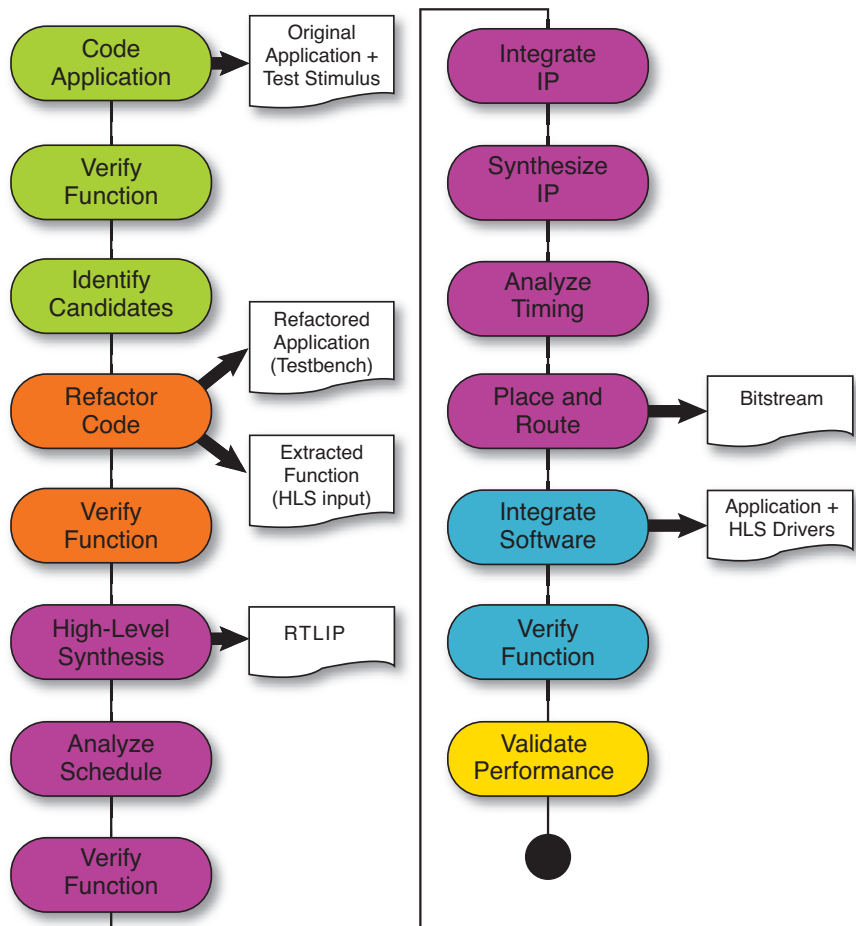 Code
Application
Original
Application +
Test Stimulus
Verify
Function
Identify
Candidates
Refactor
Code
Refactored
Application
(Testbench)
Extracted
Function
(HLS input)
Verify
Function
High-Level
Synthesis
RTLIP
Analyze
Schedule
Verify
Function
Integrate
IP
Synthesize
IP
Analyze
Timing
Place and
Route
Bitstream
Integrate
Software
Application +
HLS Drivers
Verify
Function
Validate
Performance